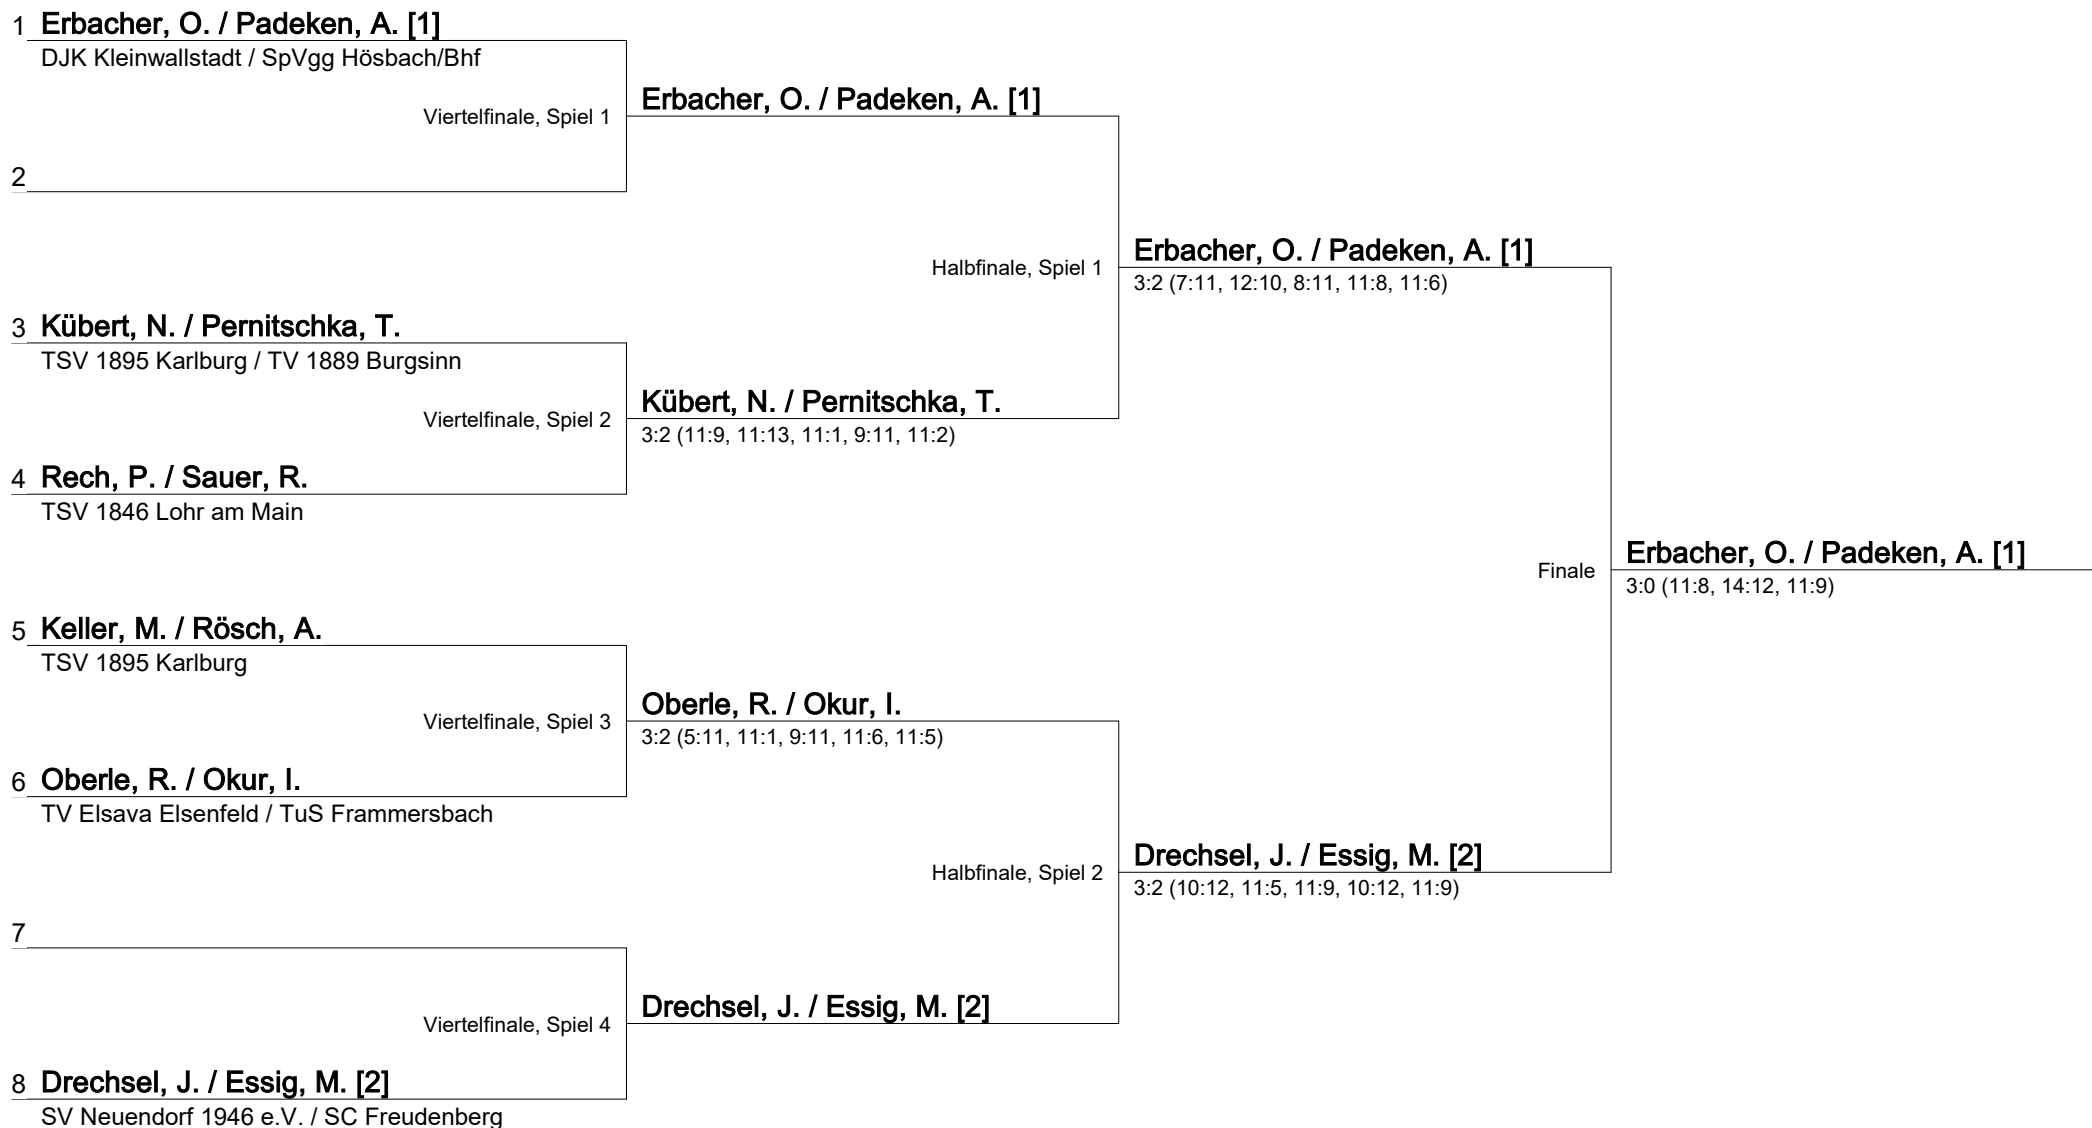 1 Erbacher, O. / Padeken, A. [1]
DJK Kleinwallstadt / SpVgg Hösbach/Bhf
Viertelfinale, Spiel 1
Erbacher, O. / Padeken, A. [1]
2
Halbfinale, Spiel 1
Erbacher, O. / Padeken, A. [1]
3:2 (7:11, 12:10, 8:11, 11:8, 11:6)
3 Kübert, N. / Pernitschka, T.
TSV 1895 Karlburg / TV 1889 Burgsinn
Viertelfinale, Spiel 2
Kübert, N. / Pernitschka, T.
3:2 (11:9, 11:13, 11:1, 9:11, 11:2)
4 Rech, P. / Sauer, R.
TSV 1846 Lohr am Main
Finale
Erbacher, O. / Padeken, A. [1]
3:0 (11:8, 14:12, 11:9)
5 Keller, M. / Rösch, A.
TSV 1895 Karlburg
Viertelfinale, Spiel 3
Oberle, R. / Okur, I.
3:2 (5:11, 11:1, 9:11, 11:6, 11:5)
6 Oberle, R. / Okur, I.
TV Elsava Elsenfeld / TuS Frammersbach
Halbfinale, Spiel 2
Drechsel, J. / Essig, M. [2]
3:2 (10:12, 11:5, 11:9, 10:12, 11:9)
7
Viertelfinale, Spiel 4
Drechsel, J. / Essig, M. [2]
8 Drechsel, J. / Essig, M. [2]
SV Neuendorf 1946 e.V. / SC Freudenberg